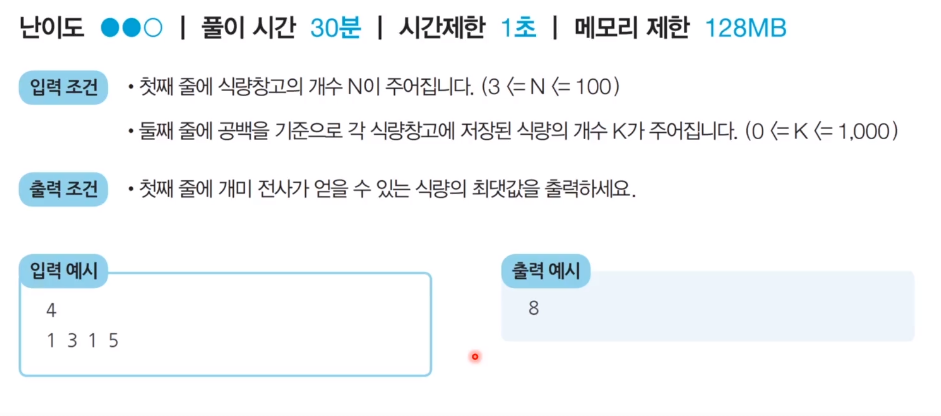 난이도 ●●○ | 풀이 시간 30분 | 시간제한 1초 | 메모리 제한 128MB
입력 조건 • 첫째 줄에 식량창고의 개수 N이 주어집니다. (3 <= N <= 100)
• 둘째 줄에 공백을 기준으로 각 식량창고에 저장된 식량의 개수 K가 주어집니다. (0 <= K <= 1,000)
출력 조건 • 첫째 줄에 개미 전사가 얻을 수 있는 식량의 최댓값을 출력하세요.
입력 예시
4
1 3 1 5
출력 예시
8